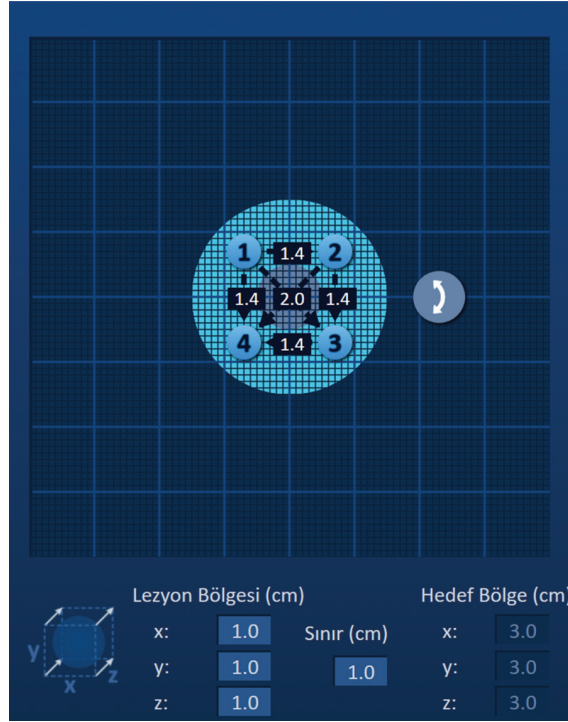 1 1.4 2
1.4 2.0 1.4
4 1.4 3
Lezyon Bölgesi (cm) Hedef Bölge (cm)
x: 1.0 Sınır (cm) x: 3.0
y: 1.0 1.0 y: 3.0
z: 1.0 z: 3.0
y x z